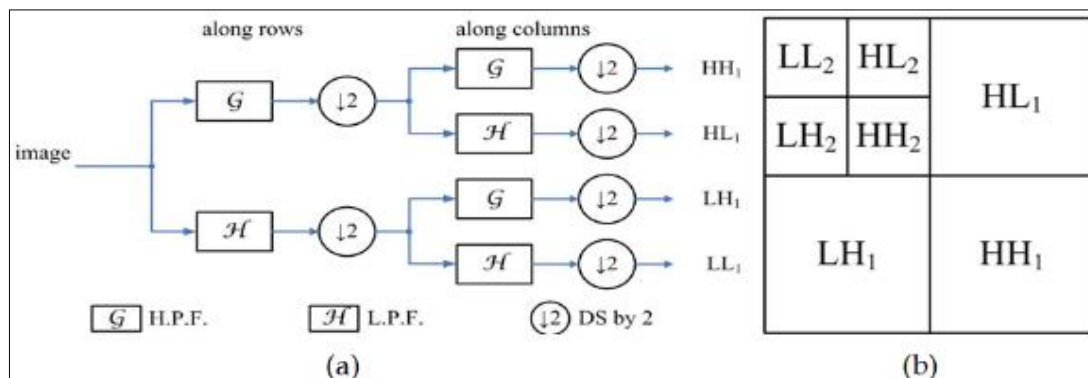 along rows
along columns
image
𝒢
↓2
𝒢
↓2
HH₁
ℋ
↓2
HL₁
ℋ
↓2
𝒢
↓2
LH₁
ℋ
↓2
LL₁
𝒢 H.P.F.
ℋ L.P.F.
↓2 DS by 2
(a)
LL₂ HL₂
HL₁
LH₂ HH₂
LH₁ HH₁
(b)